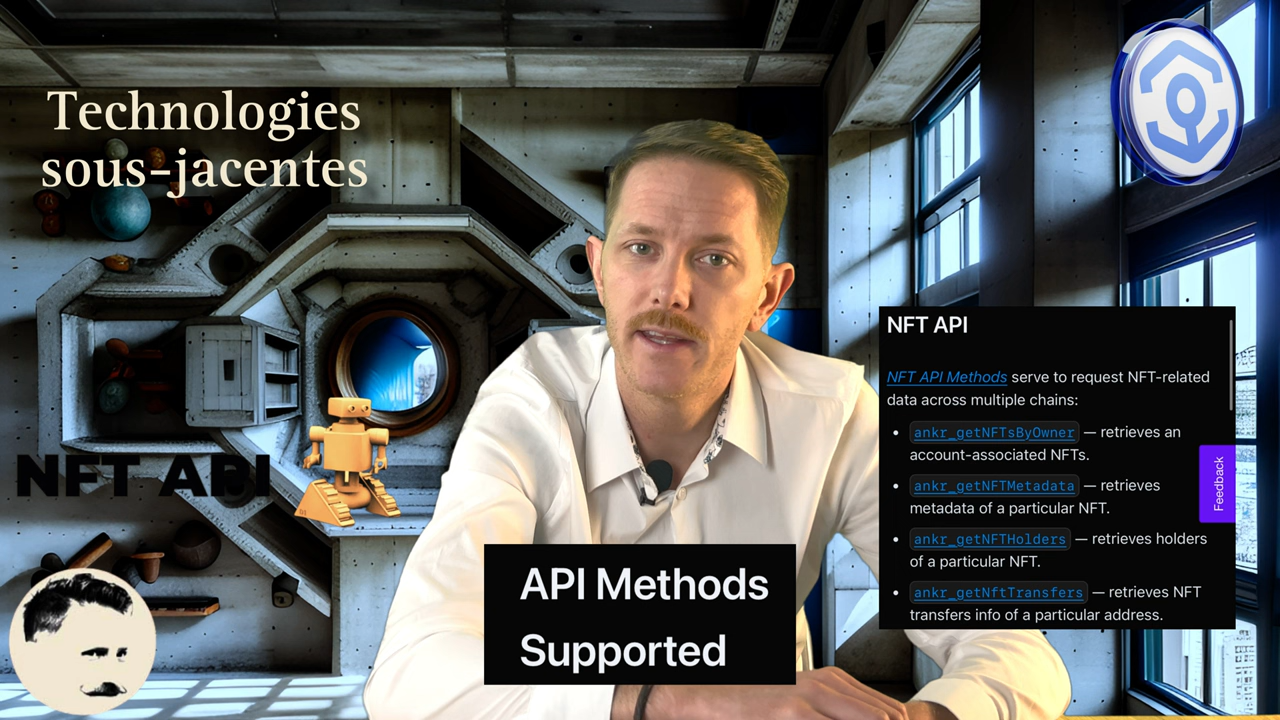 Technologies
sous-jacentes
NFT API
API Methods
Supported
NFT API
NFT API Methods serve to request NFT-related
data across multiple chains:
• ankr_getNFTsByOwner — retrieves an
account-associated NFTs.
• ankr_getNFTMetadata — retrieves
metadata of a particular NFT.
• ankr_getNFTHolders — retrieves holders
of a particular NFT.
• ankr_getNftTransfers — retrieves NFT
transfers info of a particular address.
Feedback